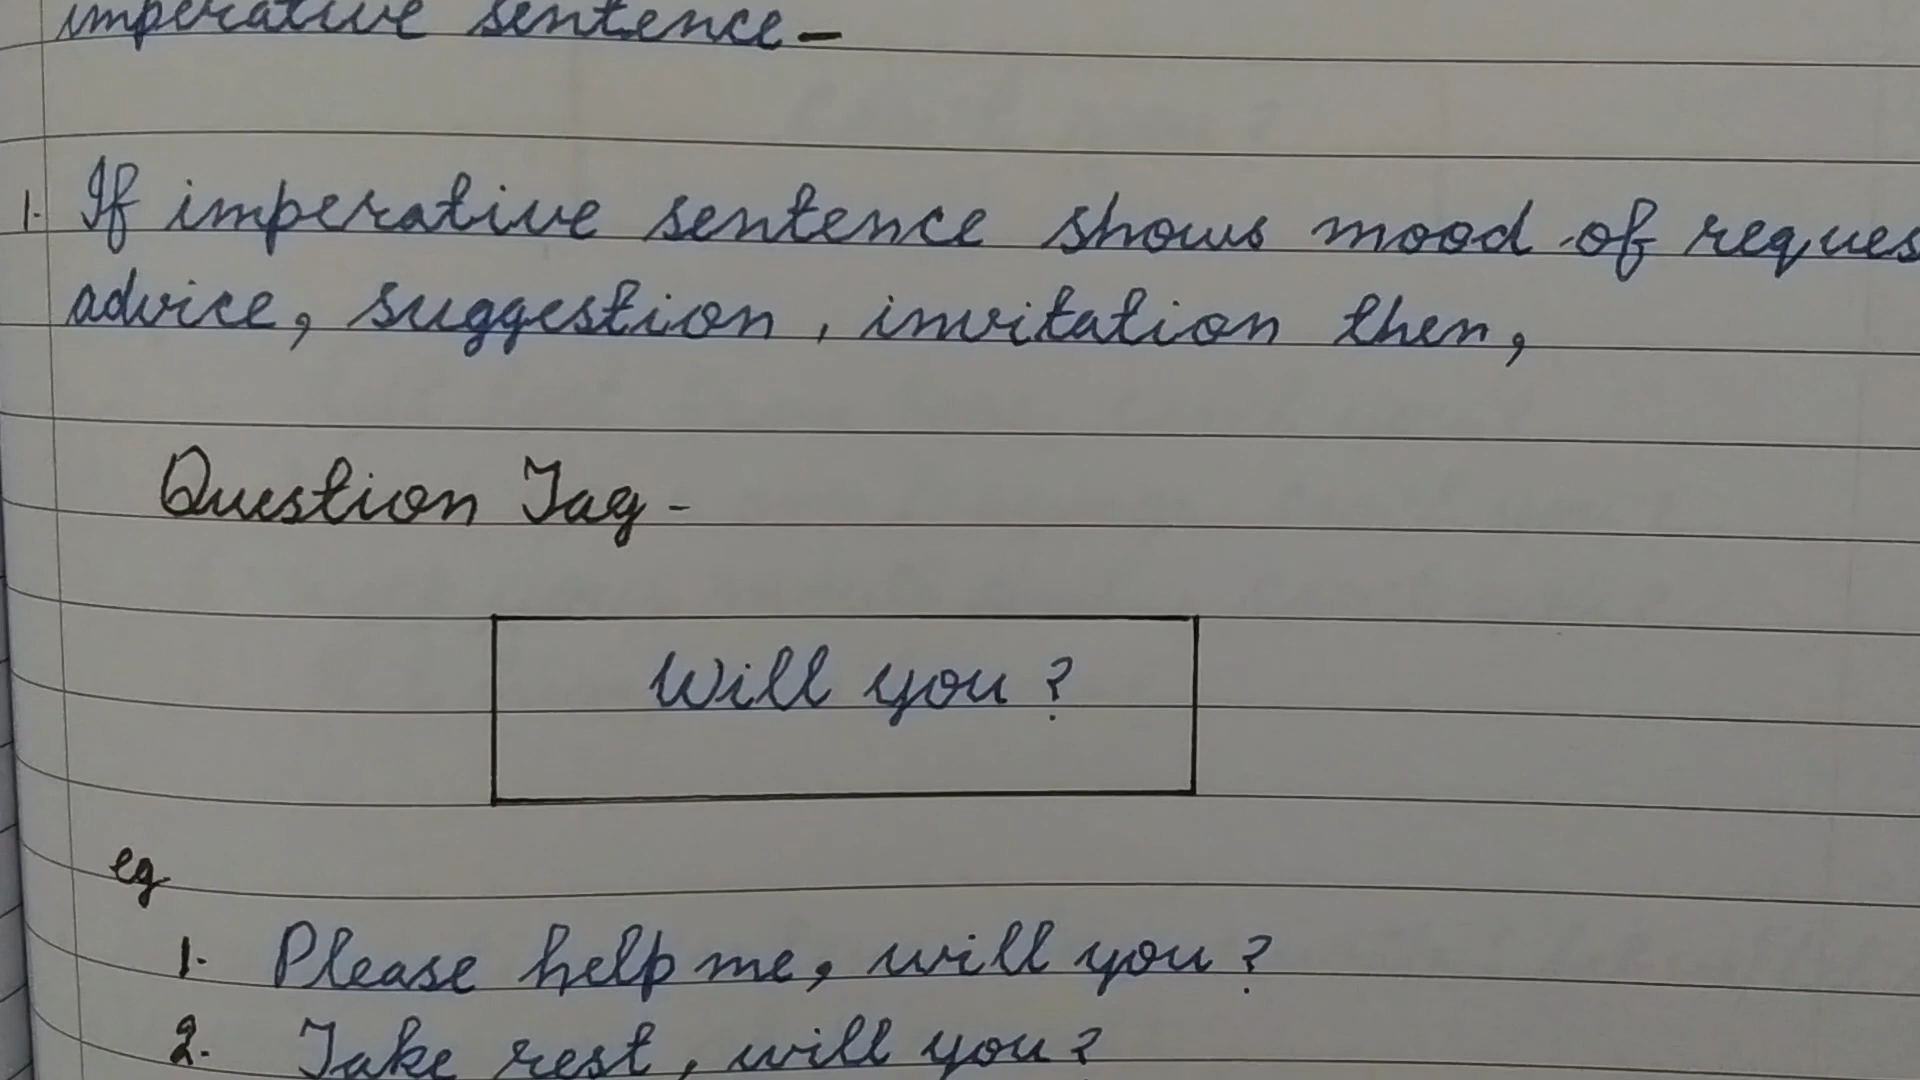 imperative sentence -
1. If imperative sentence shows mood of reques
advice, suggestion, invitation then,
Question Tag -
Will you ?
eg
1. Please help me, will you ?
2. Take rest, will you ?